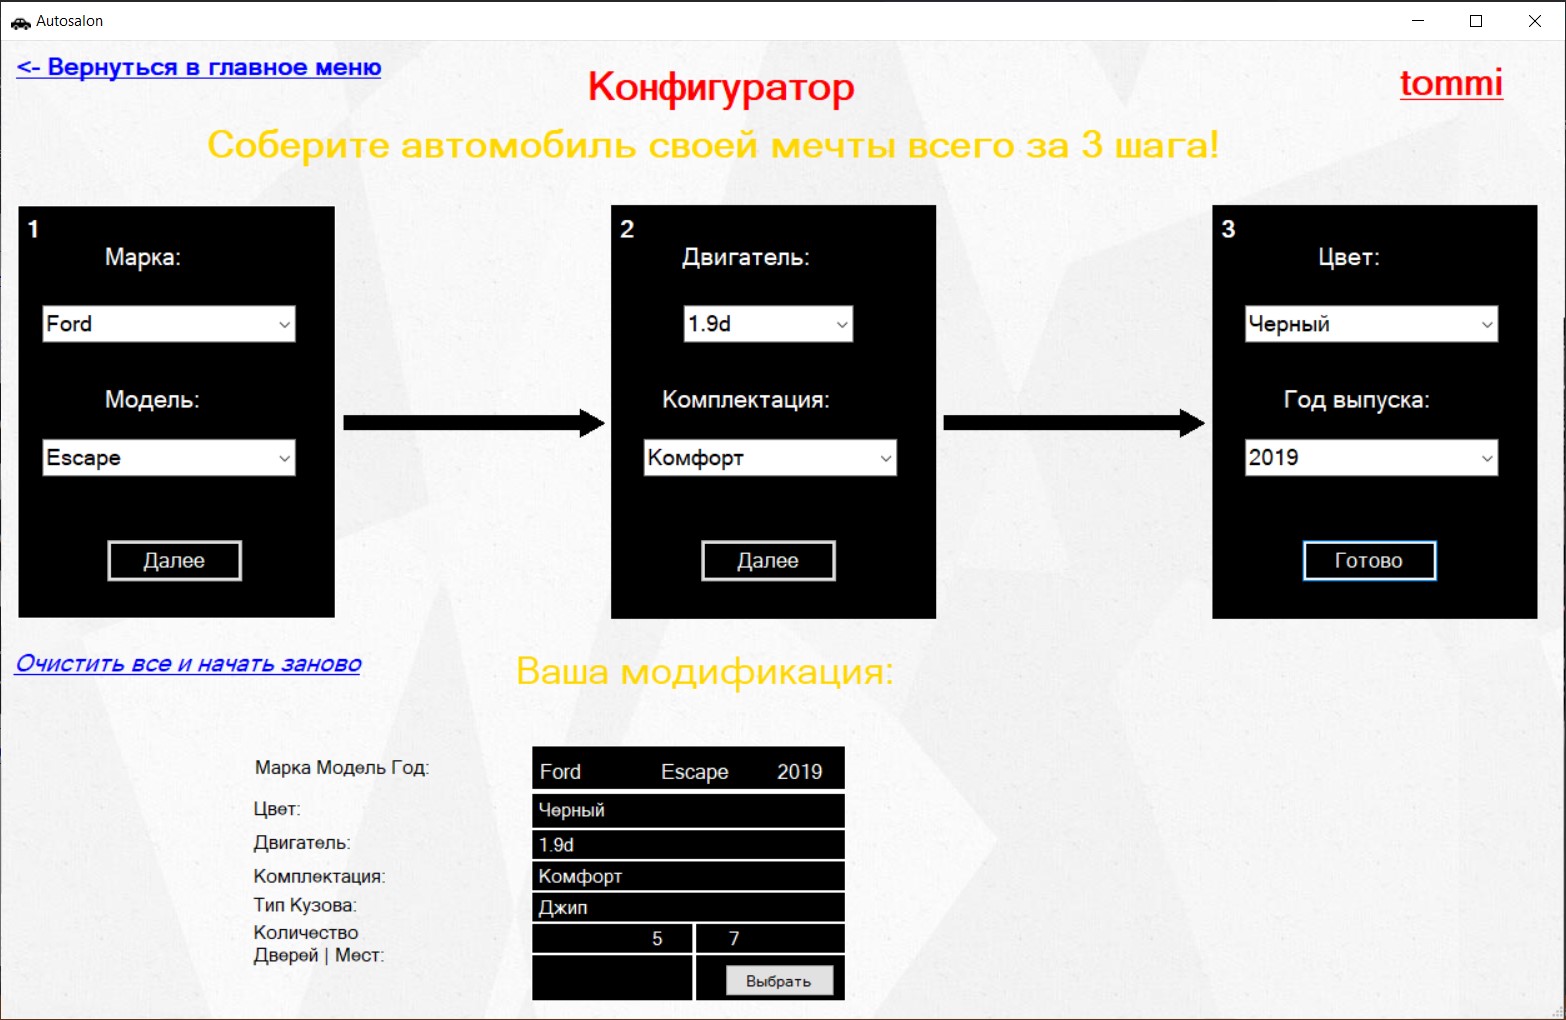 Autosalon
<- Вернуться в главное меню
Конфигуратор
tommi
Соберите автомобиль своей мечты всего за 3 шага!
1
Марка:
Ford
Модель:
Escape
Далее
2
Двигатель:
1.9d
Комплектация:
Комфорт
Далее
3
Цвет:
Черный
Год выпуска:
2019
Готово
Очистить все и начать заново
Ваша модификация:
Марка Модель Год: Ford Escape 2019
Цвет: Черный
Двигатель: 1.9d
Комплектация: Комфорт
Тип Кузова: Джип
Количество
Дверей | Мест: 5 7
Выбрать